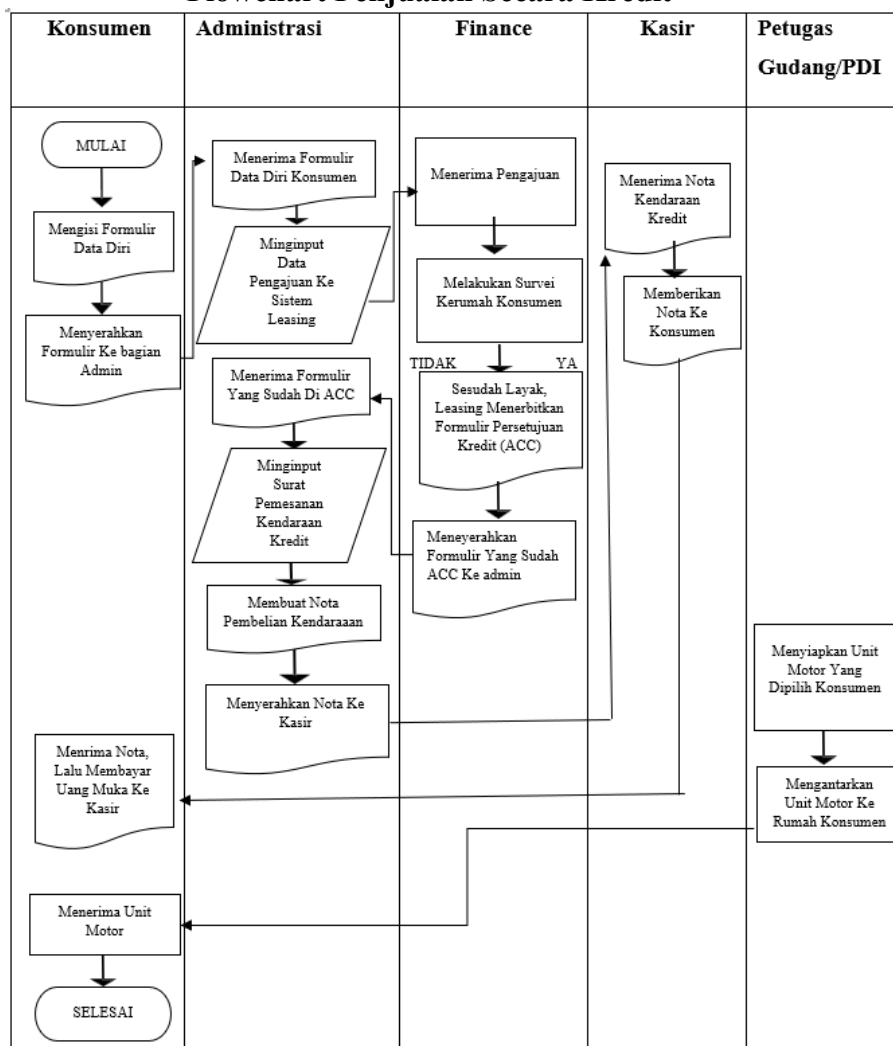 Flowchart Penjualan Secara Kredit
Konsumen
Administrasi
Finance
Kasir
Petugas
Gudang/PDI
MULAI
Mengisi Formulir
Data Diri
Menyerahkan
Formulir Ke bagian
Admin
Menerima Formulir
Data Diri Konsumen
Minginput
Data
Pengajuan Ke
Sistem
Leasing
Menerima Pengajuan
Melakukan Survei
Kerumah Konsumen
TIDAK
YA
Sesudah Layak,
Leasing Menerbitkan
Formulir Persetujuan
Kredit (ACC)
Meneyerahkan
Formulir Yang Sudah
ACC Ke admin
Menerima Formulir
Yang Sudah Di ACC
Minginput
Surat
Pemesanan
Kendaraan
Kredit
Membuat Nota
Pembelian Kendaraaan
Menyerahkan Nota Ke
Kasir
Menerima Nota
Kendaraan
Kredit
Memberikan
Nota Ke
Konsumen
Menrima Nota,
Lalu Membayar
Uang Muka Ke
Kasir
Menyiapkan Unit
Motor Yang
Dipilih Konsumen
Mengantarkan
Unit Motor Ke
Rumah Konsumen
Menerima Unit
Motor
SELESAI